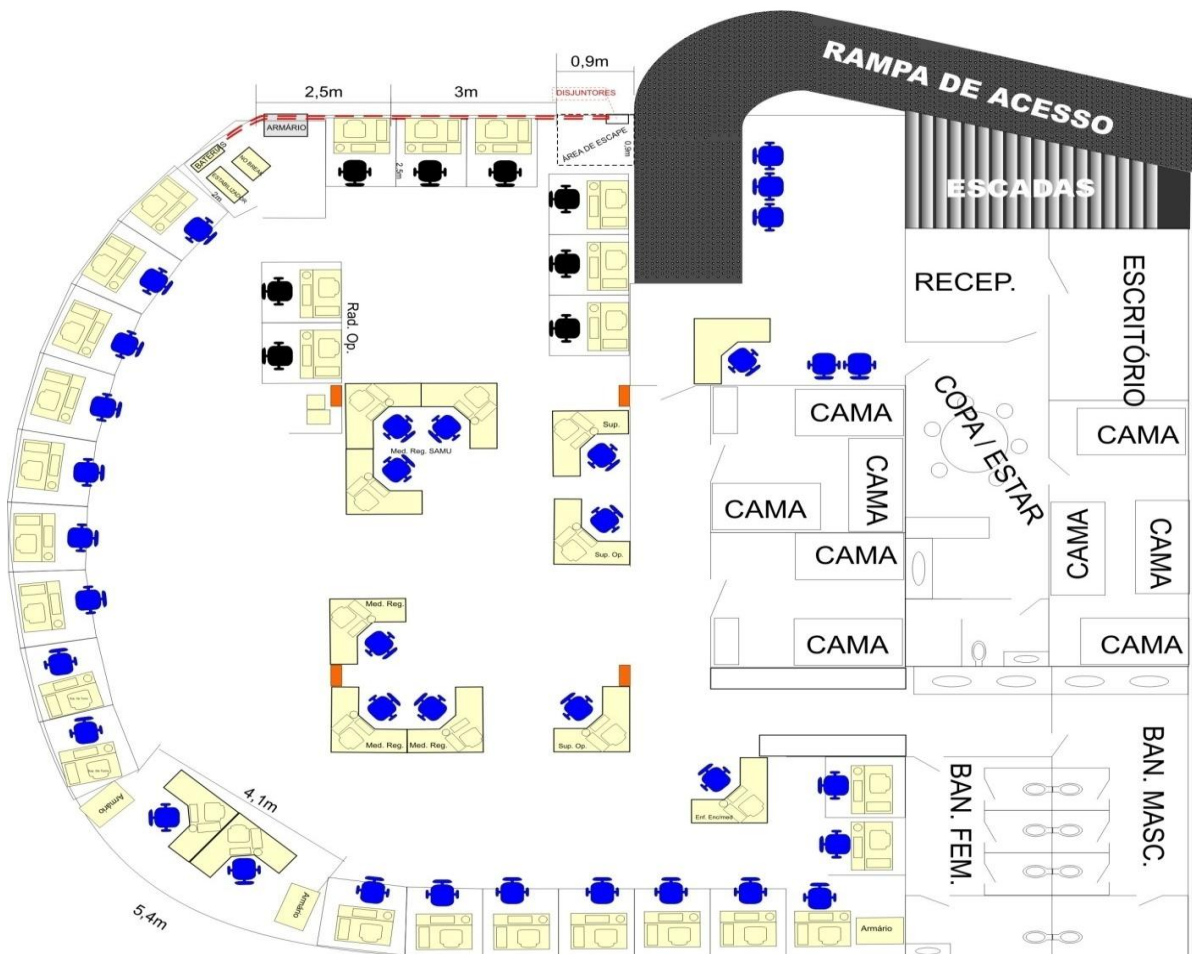 RAMPA DE ACESSO
0,9m
2,5m
3m
DISJUNTORES
ARMÁRIO
ÁREA DE ESCAPE
0,9m
BATERIAS
NO BREAK
ESTABILIZADOR
2m
2,5m
ESCADAS
RECEP.
ESCRITÓRIO
Rad. Op.
CAMA
CAMA
COPA / ESTAR
Sup.
Med. Reg. SAMU
CAMA
CAMA
CAMA
CAMA
CAMA
Sup. Op.
Med. Reg.
CAMA
CAMA
Med. Reg.
Med. Reg.
Sup. Op.
BAN. FEM.
BAN. MASC.
Armário
4,1m
Armário
5,4m
Armário